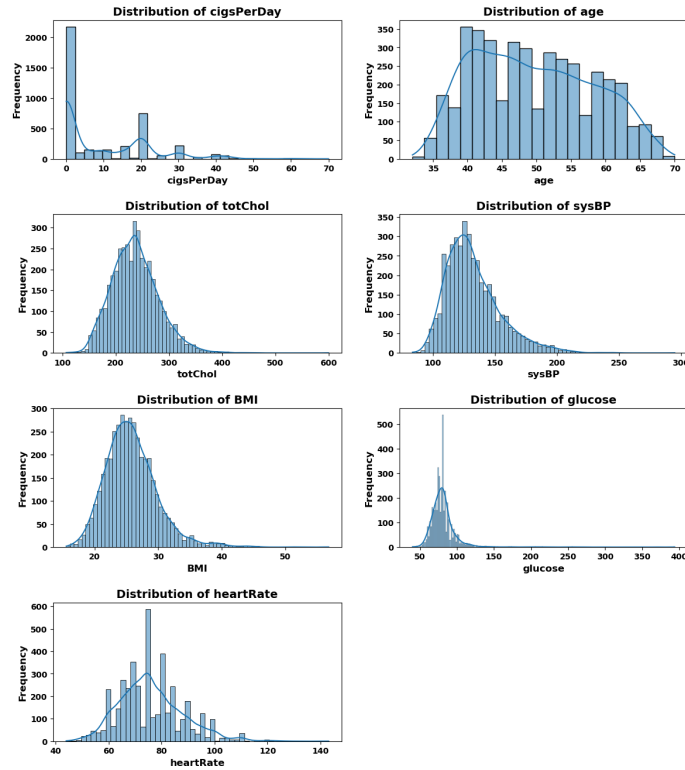 Distribution of cigsPerDay
Frequency
2000
1500
1000
500
0
0 10 20 30 40 50 60 70
cigsPerDay
Distribution of age
Frequency
350
300
250
200
150
100
50
0
35 40 45 50 55 60 65 70
age
Distribution of totChol
Frequency
300
250
200
150
100
50
0
100 200 300 400 500 600
totChol
Distribution of sysBP
Frequency
350
300
250
200
150
100
50
0
100 150 200 250 300
sysBP
Distribution of BMI
Frequency
300
250
200
150
100
50
0
20 30 40 50
BMI
Distribution of glucose
Frequency
500
400
300
200
100
0
50 100 150 200 250 300 350 400
glucose
Distribution of heartRate
Frequency
600
500
400
300
200
100
0
40 60 80 100 120 140
heartRate